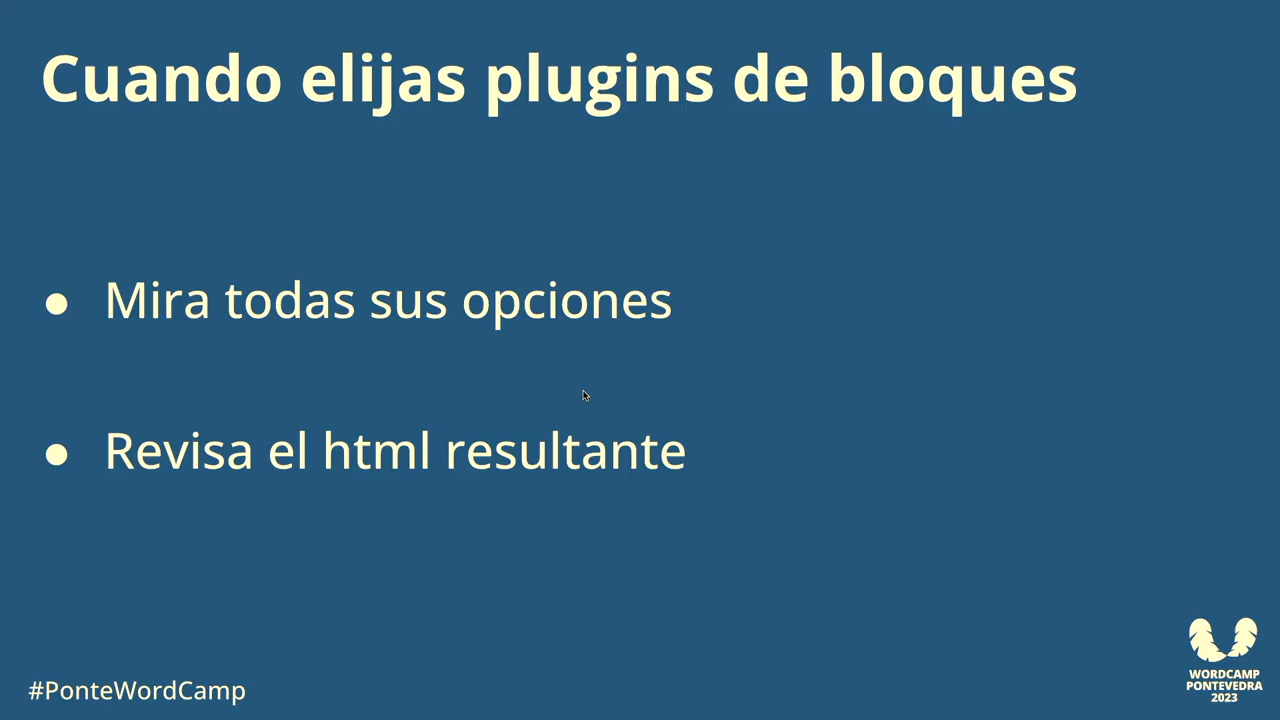 Cuando elijas plugins de bloques
● Mira todas sus opciones
● Revisa el html resultante
#PonteWordCamp
WORDCAMP
PONTEVEDRA
2023